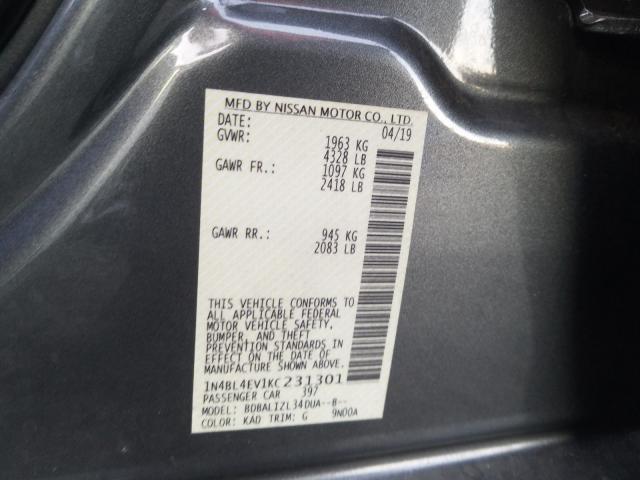 MFD BY NISSAN MOTOR CO., LTD.
DATE: 04/19
GVWR: 1963 KG
4328 LB
GAWR FR.: 1097 KG
2418 LB
GAWR RR.: 945 KG
2083 LB
THIS VEHICLE CONFORMS TO
ALL APPLICABLE FEDERAL
MOTOR VEHICLE SAFETY,
BUMPER, AND THEFT
PREVENTION STANDARDS IN
EFFECT ON THE DATE OF
MANUFACTURE SHOWN ABOVE.
1N4BL4EV1KC231301
PASSENGER CAR 397
MODEL: BDBALIZL34DUA--B--
COLOR: KAD TRIM: G 9N00A